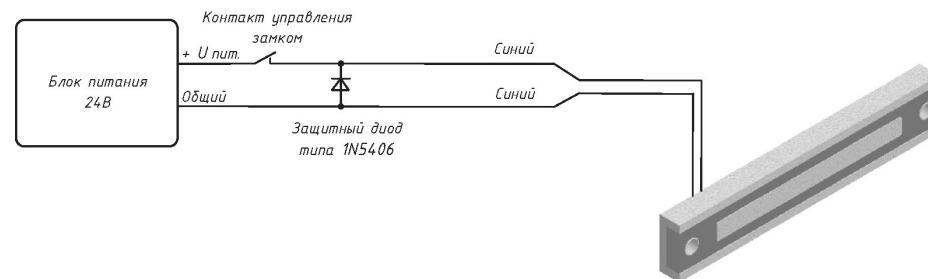 Контакт управления
замком
+ U пит.
Синий
Блок питания
24В
Общий
Синий
Защитный диод
типа 1N5406